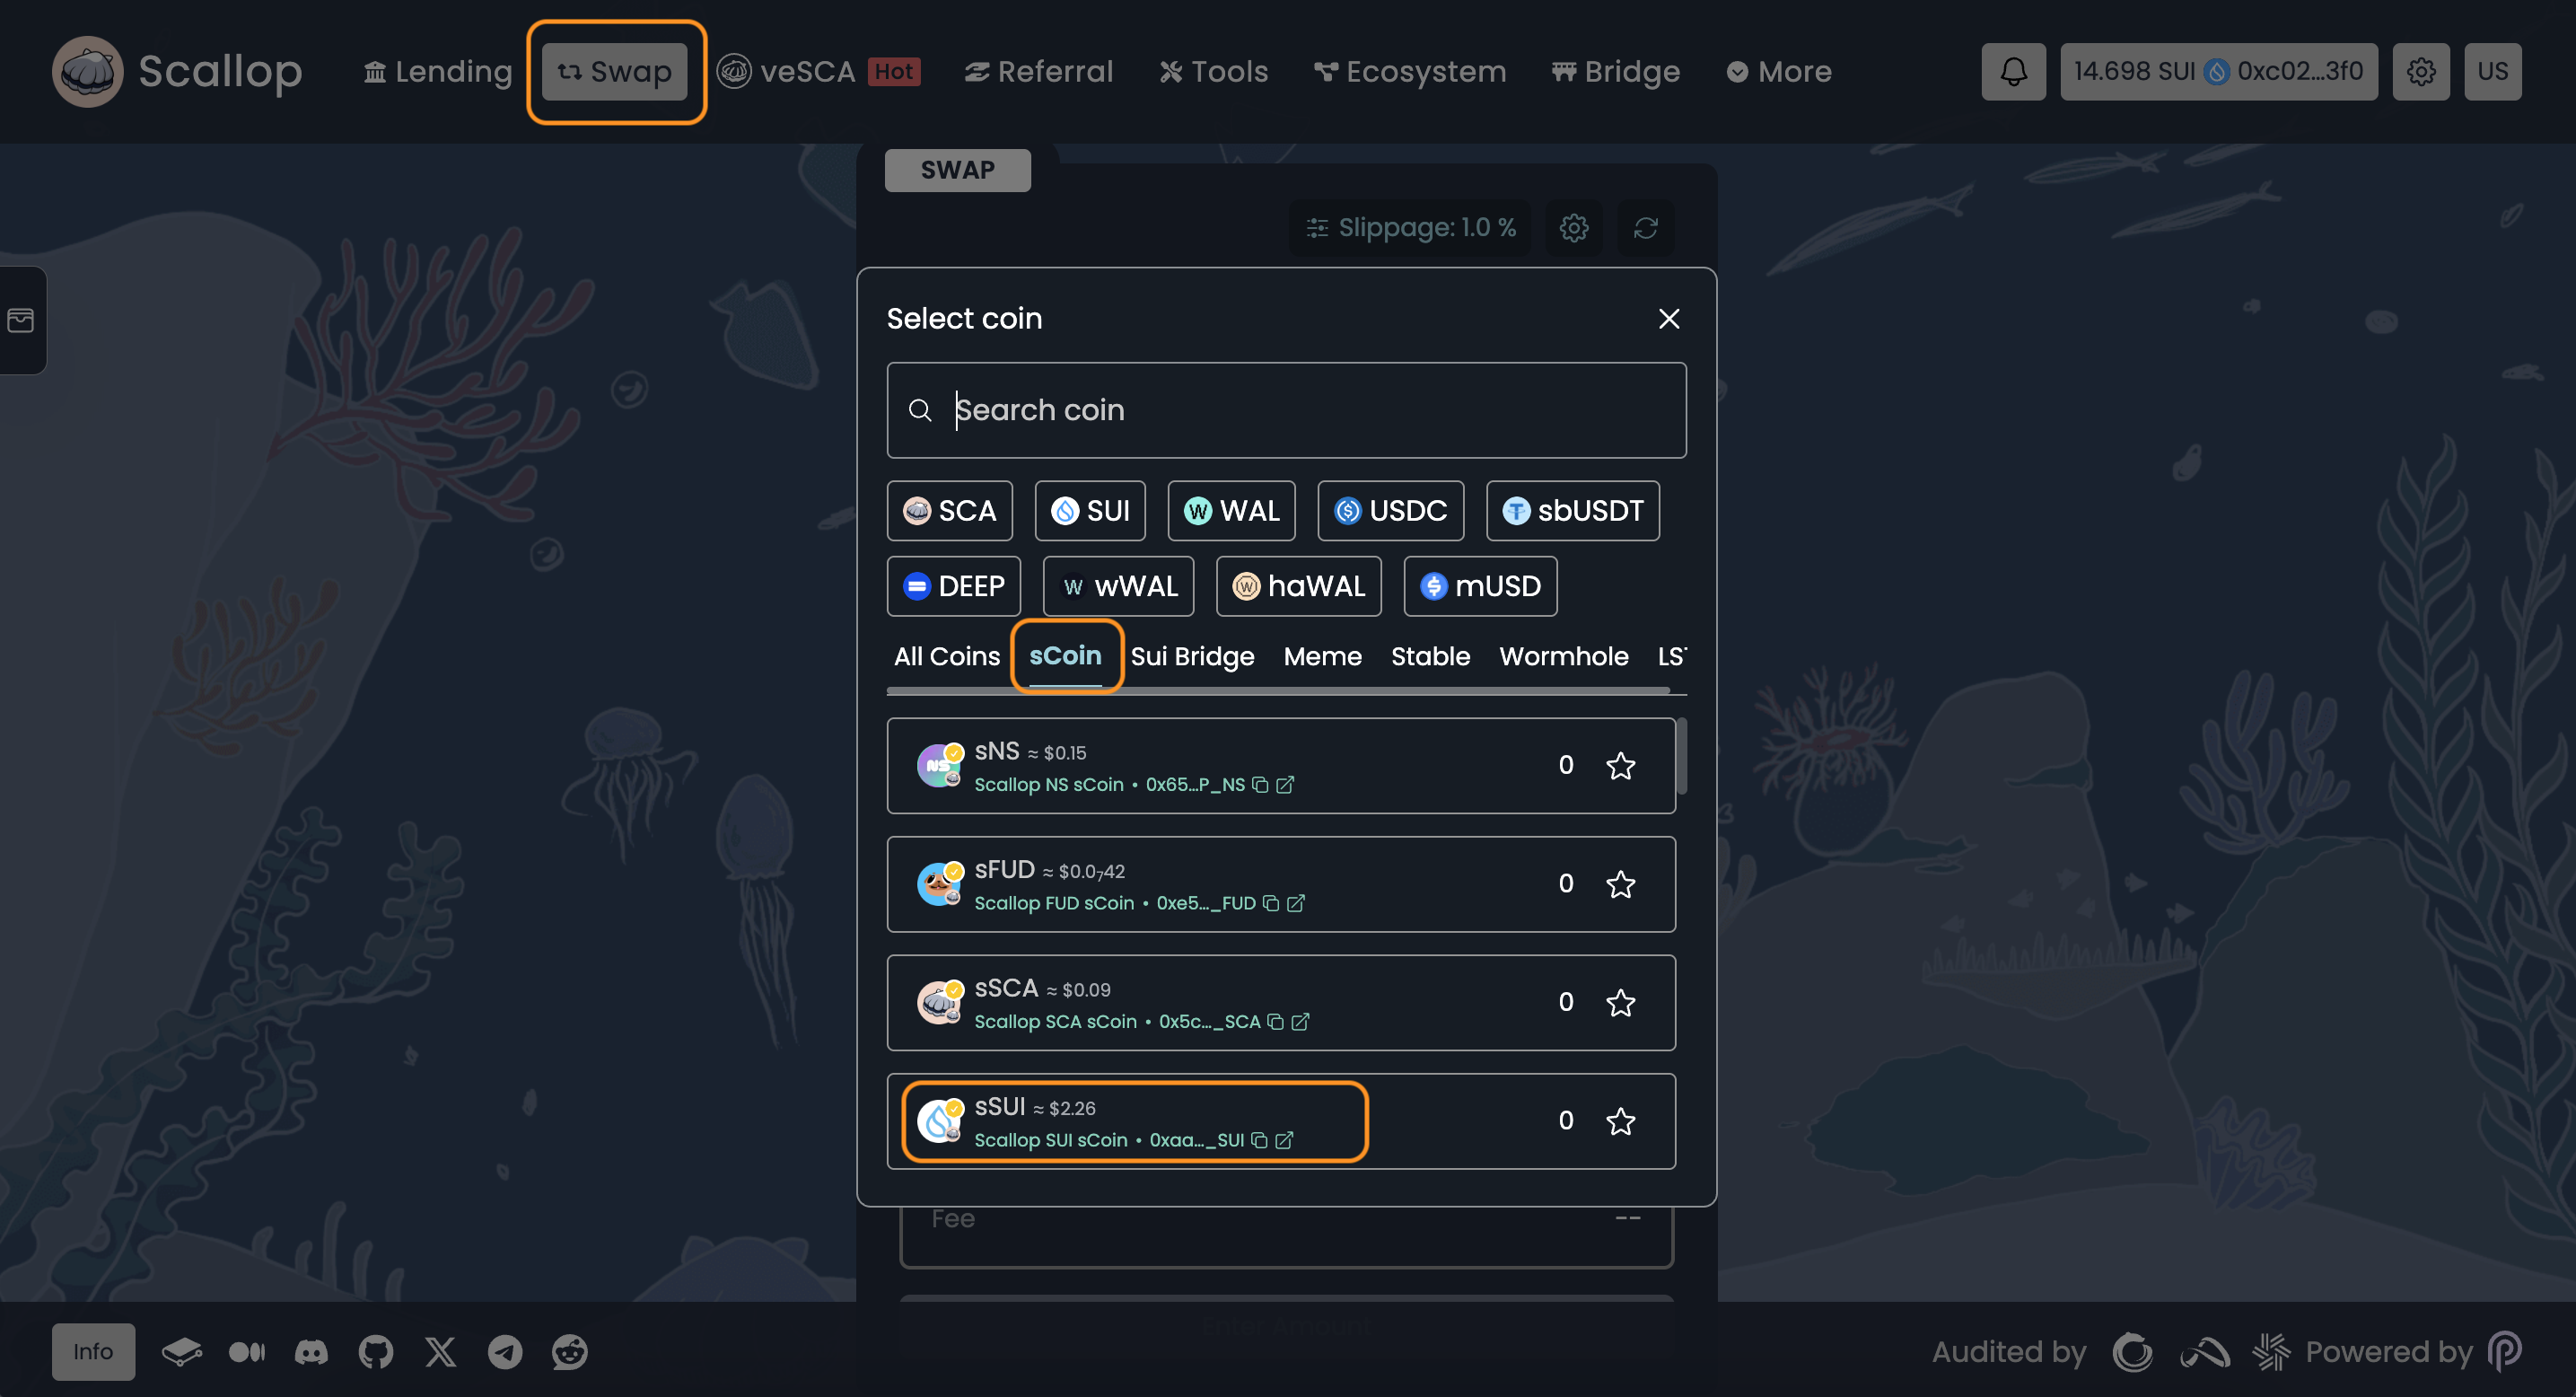 Scallop Lending Swap veSCA Hot Referral Tools Ecosystem Bridge More 14.698 SUI 0xc02...3f0 US
SWAP
Slippage: 1.0 %
Select coin
Search coin
SCA SUI WAL USDC sbUSDT
DEEP wWAL haWAL mUSD
All Coins sCoin Sui Bridge Meme Stable Wormhole LST
sNS ≈ $0.15
Scallop NS sCoin • 0x65...P_NS
0
sFUD ≈ $0.0₇42
Scallop FUD sCoin • 0xe5..._FUD
0
sSCA ≈ $0.09
Scallop SCA sCoin • 0x5c..._SCA
0
sSUI ≈ $2.26
Scallop SUI sCoin • 0xaa..._SUI
0
Fee --
Enter Amount
Info Audited by Powered by